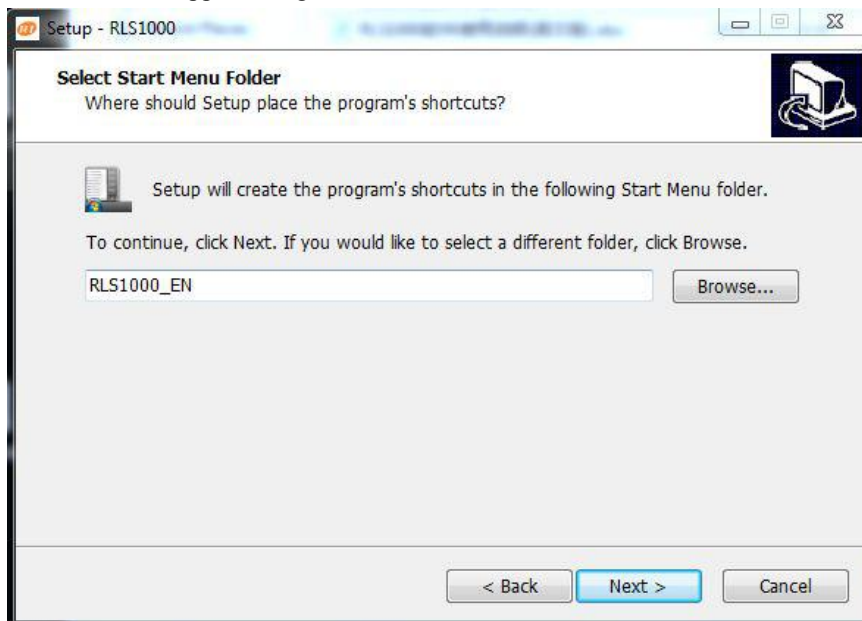 Setup - RLS1000
Select Start Menu Folder
Where should Setup place the program's shortcuts?
Setup will create the program's shortcuts in the following Start Menu folder.
To continue, click Next. If you would like to select a different folder, click Browse.
RLS1000_EN
Browse...
< Back
Next >
Cancel